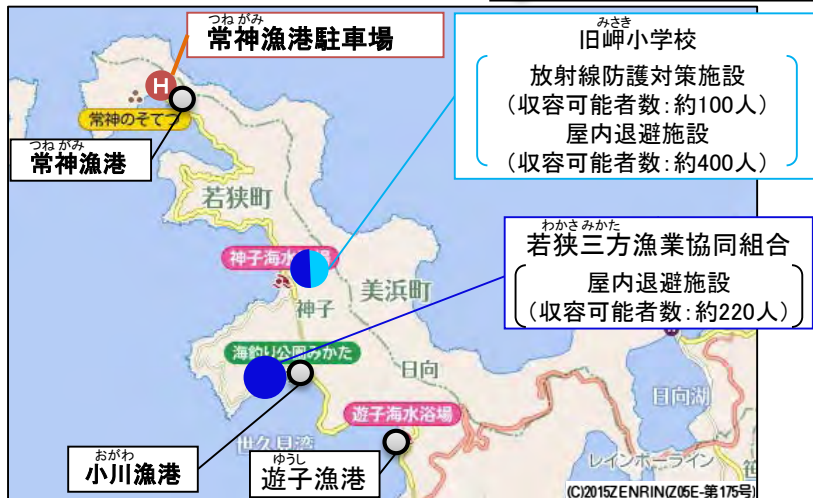 つね がみ
常神漁港駐車場
H
常神のそてつ
つね がみ
常神漁港
若狭町
みさき
旧岬小学校
放射線防護対策施設
（収容可能者数：約100人）
屋内退避施設
（収容可能者数：約400人）
神子海水
場
神子
美浜町
わかさみかた
若狭三方漁業協同組合
屋内退避施設
（収容可能者数：約220人）
海釣り公園みかた
日向
日向湖
遊子海水浴場
世久見湾
おがわ
小川漁港
ゆうし
遊子漁港
レインボーライン
(C)2015ZENRIN(Z05E-第175号)